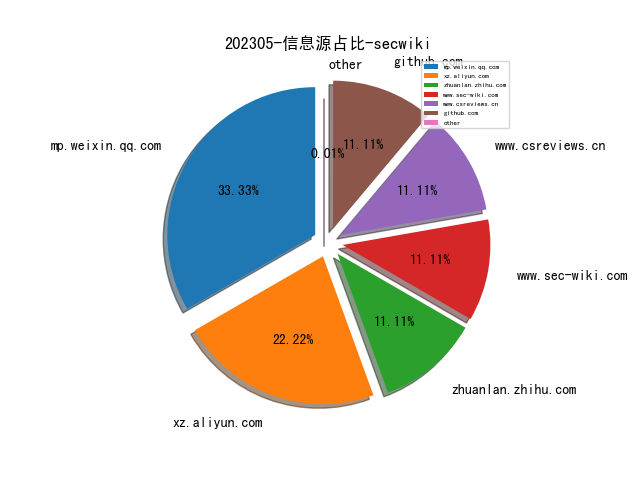 202305-信息源占比-secwiki
other
github.com
mp.weixin.qq.com
xz.aliyun.com
zhuanlan.zhihu.com
www.sec-wiki.com
www.csreviews.cn
github.com
other
mp.weixin.qq.com
0.01%
11.11%
www.csreviews.cn
33.33%
11.11%
11.11%
www.sec-wiki.com
11.11%
22.22%
zhuanlan.zhihu.com
xz.aliyun.com